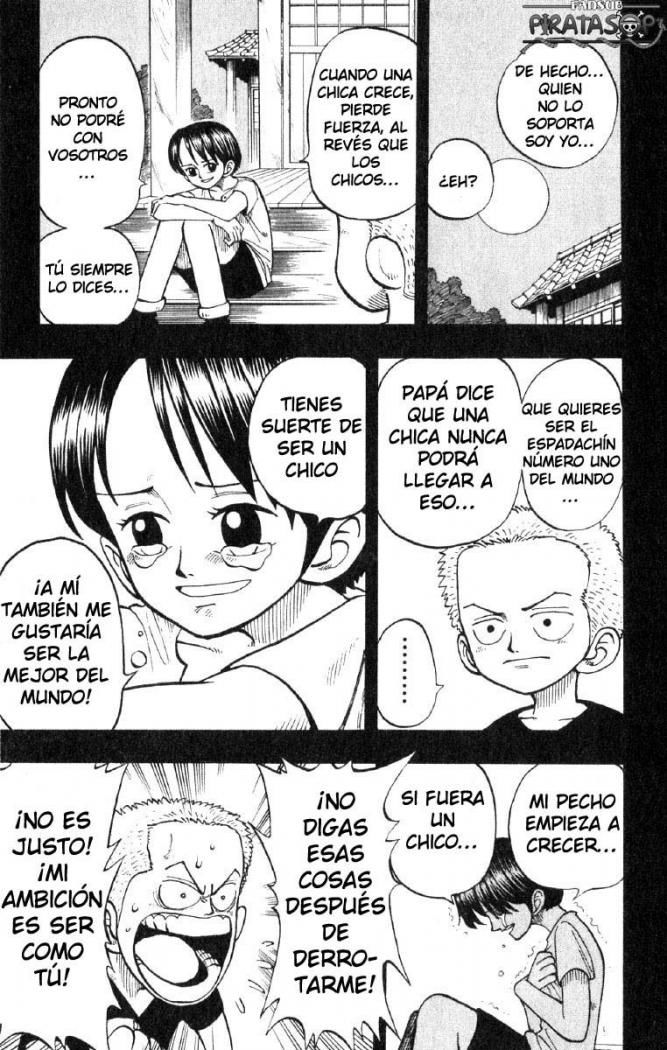 FANSUB
PIRATASOP
DE HECHO...
QUIEN
NO LO
SOPORTA
SOY YO...
¿EH?
CUANDO UNA
CHICA CRECE,
PIERDE
FUERZA, AL
REVÉS QUE
LOS
CHICOS...
PRONTO
NO PODRÉ
CON
VOSOTROS
...
TÚ SIEMPRE
LO DICES...
QUE QUIERES
SER EL
ESPADACHÍN
NÚMERO UNO
DEL MUNDO
...
PAPÁ DICE
QUE UNA
CHICA NUNCA
PODRÁ
LLEGAR A
ESO...
........
TIENES
SUERTE DE
SER UN
CHICO
¡A MÍ
TAMBIÉN ME
GUSTARÍA
SER LA
MEJOR DEL
MUNDO!
MI PECHO
EMPIEZA A
CRECER...
SI FUERA
UN
CHICO...
¡NO
DIGAS
ESAS
COSAS
DESPUÉS
DE
DERRO-
TARME!
¡NO ES
JUSTO!
¡MI
AMBICIÓN
ES SER
COMO
TÚ!